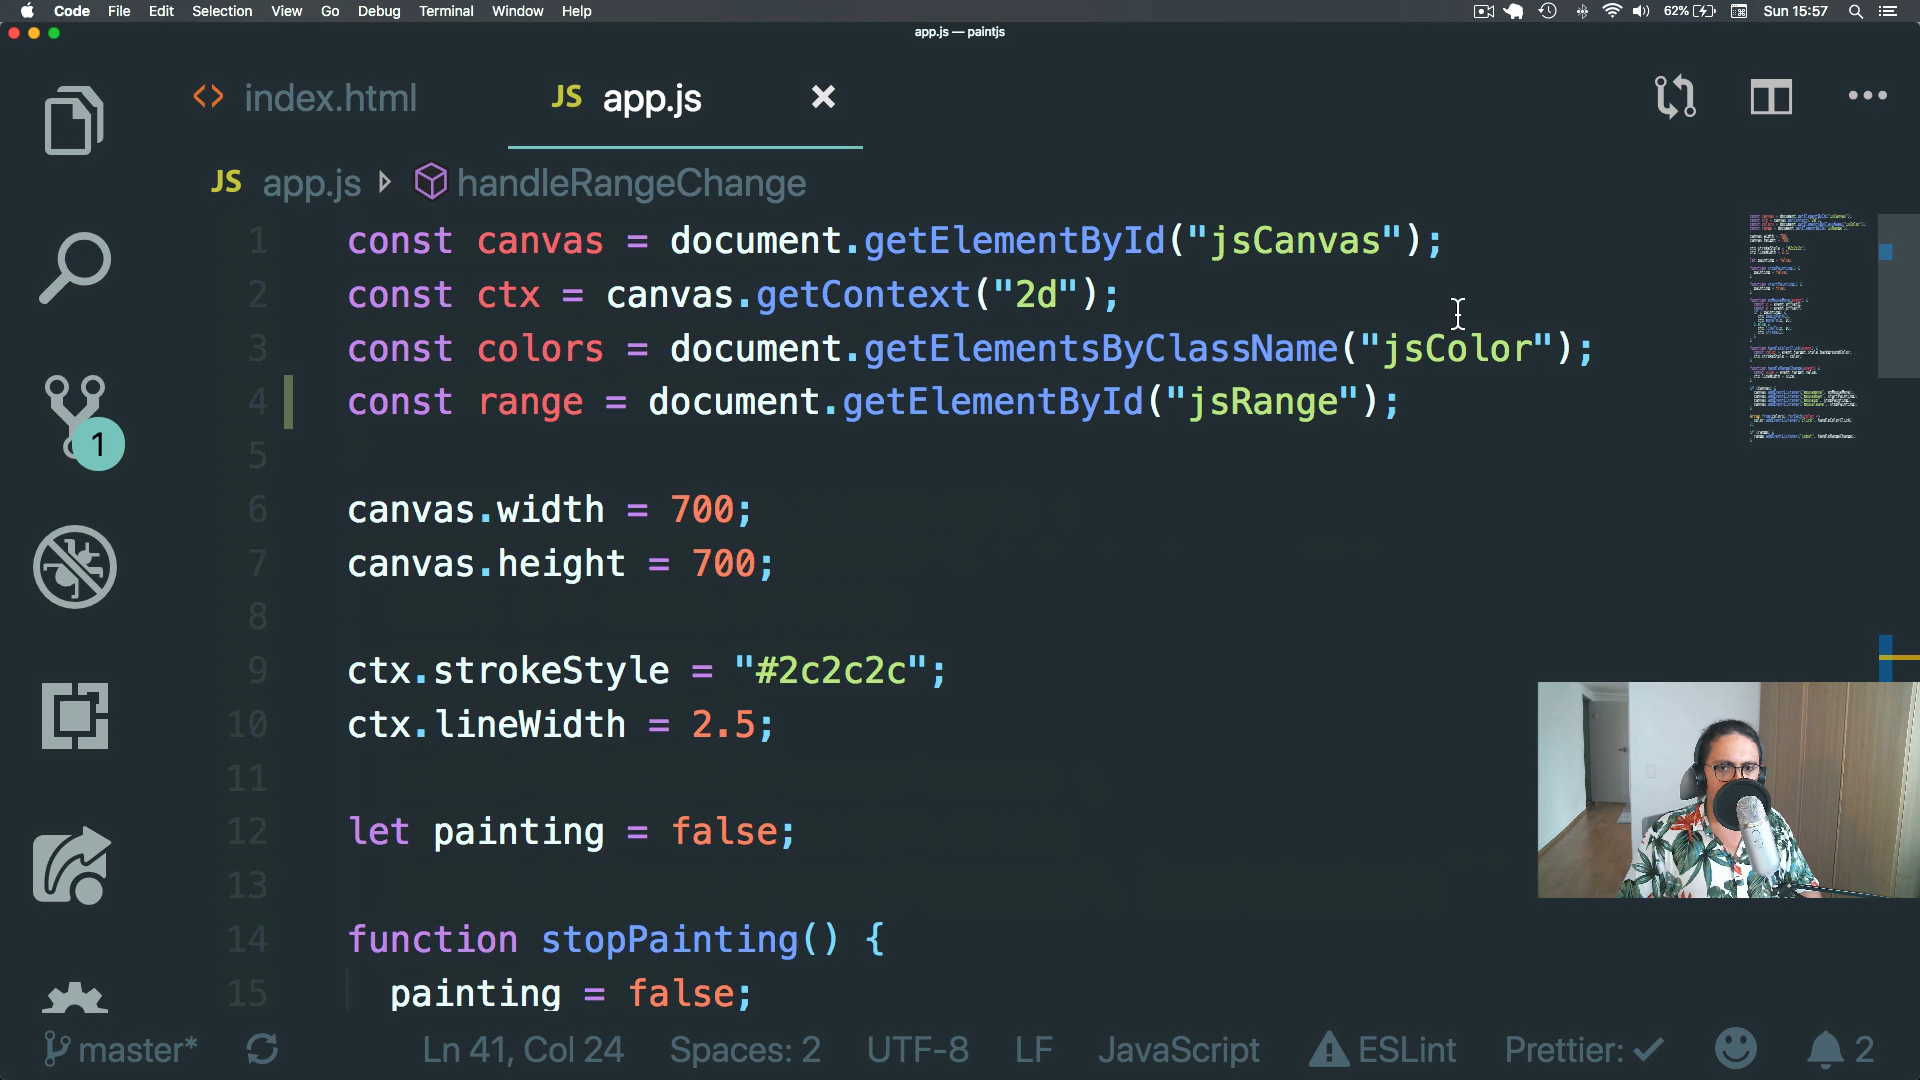 Code File Edit Selection View Go Debug Terminal Window Help 62% Sun 15:57
app.js — paintjs
<> index.html JS app.js
JS app.js handleRangeChange
1 const canvas = document.getElementById("jsCanvas");
2 const ctx = canvas.getContext("2d");
3 const colors = document.getElementsByClassName("jsColor");
4 const range = document.getElementById("jsRange");
5
6 canvas.width = 700;
7 canvas.height = 700;
8
9 ctx.strokeStyle = "#2c2c2c";
10 ctx.lineWidth = 2.5;
11
12 let painting = false;
13
14 function stopPainting() {
15 painting = false;
1
master* Ln 41, Col 24 Spaces: 2 UTF-8 LF JavaScript ESLint Prettier: 2